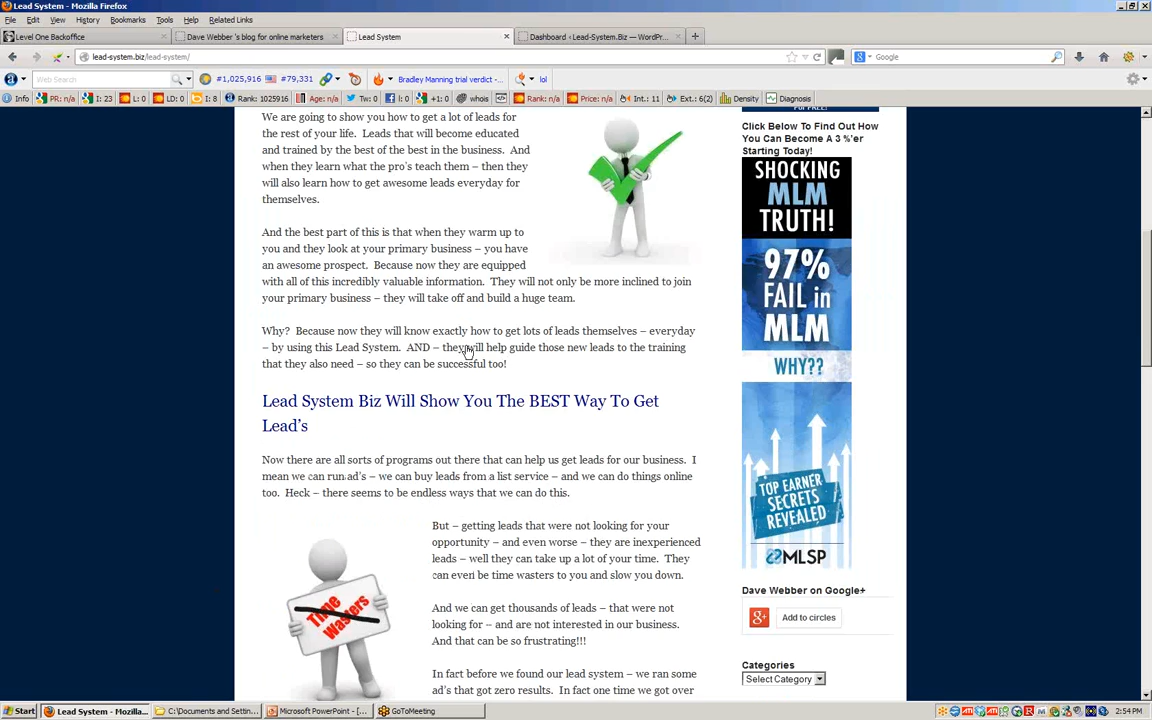 Lead System - Mozilla Firefox
File Edit View History Bookmarks Tools Help Related Links
Level One Backoffice
Dave Webber 's blog for online marketers
Lead System
Dashboard ‹ Lead-System.Biz — WordPr...
lead-system.biz/lead-system/
Google
Web Search
#1,025,916
#79,331
Bradley Manning trial verdict -...
lol
Info
PR: n/a
I: 23
L: 0
LD: 0
I: 8
Rank: 1025916
Age: n/a
Tw: 0
l: 0
+1: 0
whois
Rank: n/a
Price: n/a
Int.: 11
Ext.: 6(2)
Density
Diagnosis
We are going to show you how to get a lot of leads for
the rest of your life. Leads that will become educated
and trained by the best of the best in the business. And
when they learn what the pro's teach them – then they
will also learn how to get awesome leads everyday for
themselves.
And the best part of this is that when they warm up to
you and they look at your primary business – you have
an awesome prospect. Because now they are equipped
with all of this incredibly valuable information. They will not only be more inclined to join
your primary business – they will take off and build a huge team.
Why? Because now they will know exactly how to get lots of leads themselves – everyday
– by using this Lead System. AND – they will help guide those new leads to the training
that they also need – so they can be successful too!
Lead System Biz Will Show You The BEST Way To Get
Lead's
Now there are all sorts of programs out there that can help us get leads for our business. I
mean we can run ad's – we can buy leads from a list service – and we can do things online
too. Heck – there seems to be endless ways that we can do this.
But – getting leads that were not looking for your
opportunity – and even worse – they are inexperienced
leads – well they can take up a lot of your time. They
can even be time wasters to you and slow you down.
Time
Wasters
And we can get thousands of leads – that were not
looking for – and are not interested in our business.
And that can be so frustrating!!!
In fact before we found our lead system – we ran some
ad's that got zero results. In fact one time we got over
Click Below To Find Out How
You Can Become A 3 %'er
Starting Today!
SHOCKING
MLM
TRUTH!
97%
FAIL in
MLM
WHY??
TOP EARNER
SECRETS
REVEALED
MLSP
Dave Webber on Google+
Add to circles
Categories
Select Category
Start
Lead System - Mozilla...
C:\Documents and Settin...
Microsoft PowerPoint - [...
GoToMeeting
2:54 PM